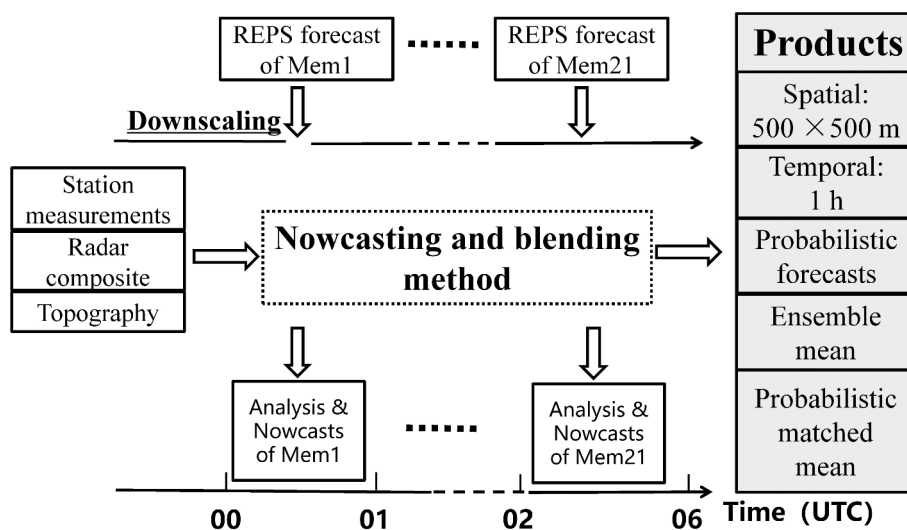 REPS forecast
of Mem1
REPS forecast
of Mem21
Downscaling
Station
measurements
Radar
composite
Topography
Nowcasting and blending
method
Analysis &
Nowcasts
of Mem1
Analysis &
Nowcasts
of Mem21
00
01
02
06
Time (UTC)
Products
Spatial:
500 × 500 m
Temporal:
1 h
Probabilistic
forecasts
Ensemble
mean
Probabilistic
matched
mean